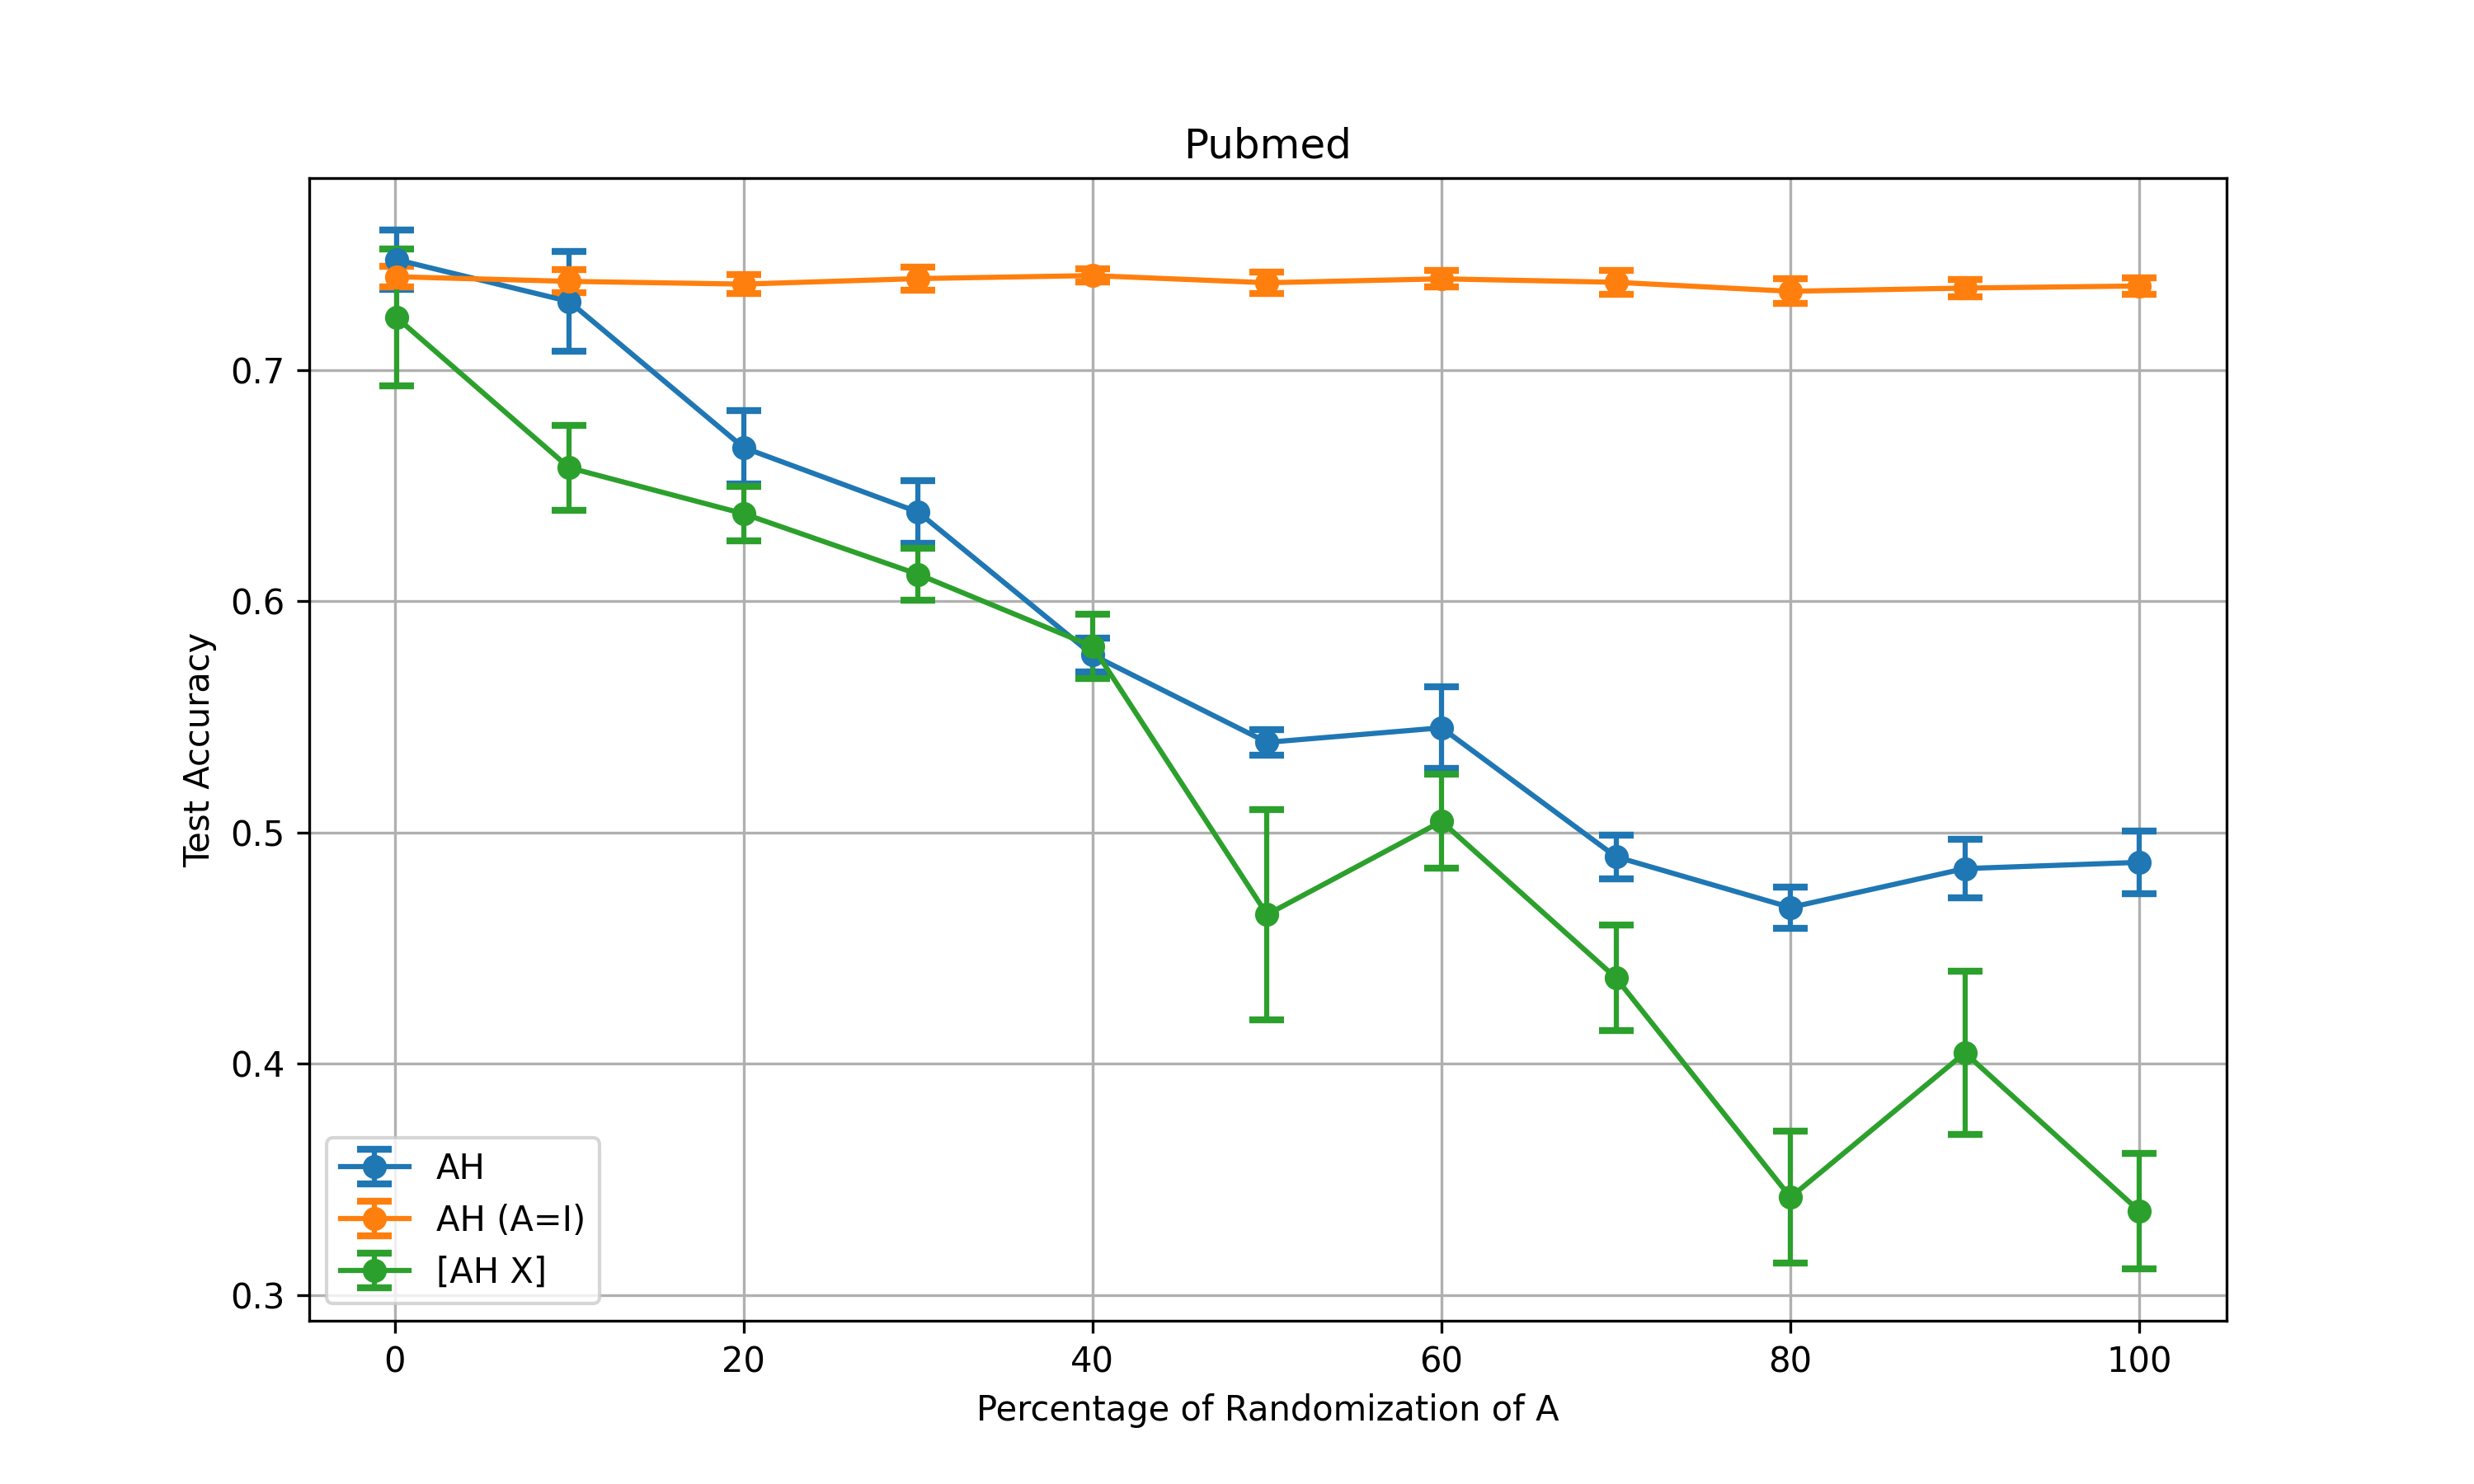 Pubmed
0.7
0.6
0.5
0.4
0.3
Test Accuracy
AH
AH (A=I)
[AH X]
0 20 40 60 80 100
Percentage of Randomization of A